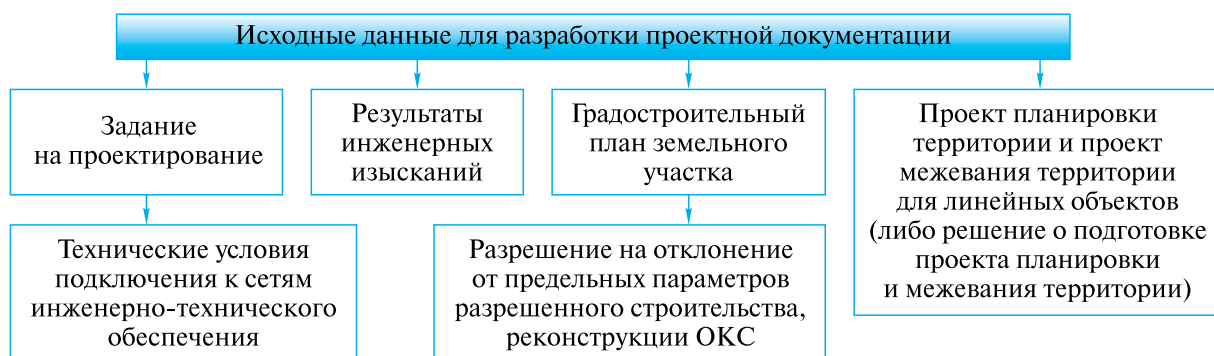 Исходные данные для разработки проектной документации
Задание
на проектирование
Результаты
инженерных
изысканий
Градостроительный
план земельного
участка
Проект планировки
территории и проект
межевания территории
для линейных объектов
(либо решение о подготовке
проекта планировки
и межевания территории)
Технические условия
подключения к сетям
инженерно-технического
обеспечения
Разрешение на отклонение
от предельных параметров
разрешенного строительства,
реконструкции ОКС